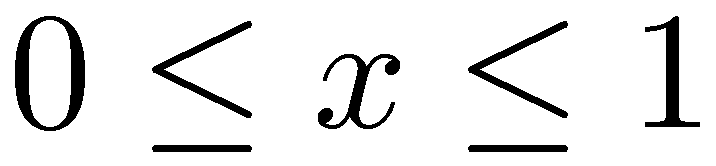 0 ≤ x ≤ 1